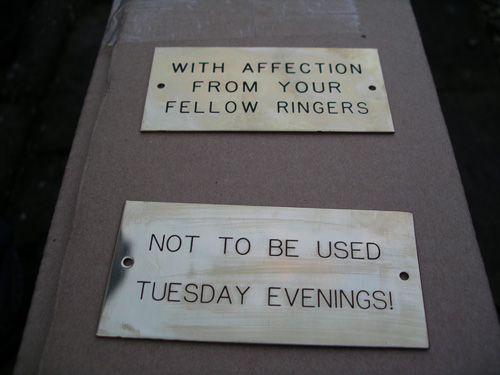 WITH AFFECTION
FROM YOUR
FELLOW RINGERS
NOT TO BE USED
TUESDAY EVENINGS!